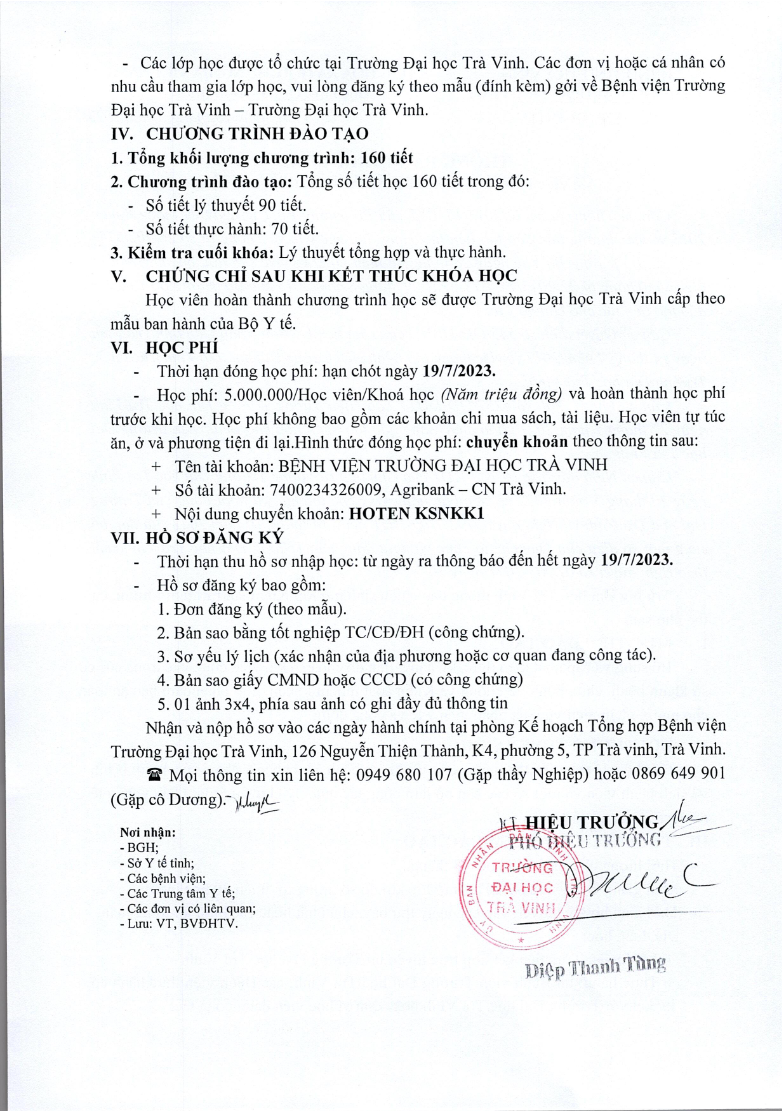 - Các lớp học được tổ chức tại Trường Đại học Trà Vinh. Các đơn vị hoặc cá nhân có
nhu cầu tham gia lớp học, vui lòng đăng ký theo mẫu (đính kèm) gởi về Bệnh viện Trường
Đại học Trà Vinh – Trường Đại học Trà Vinh.
IV. CHƯƠNG TRÌNH ĐÀO TẠO
1. Tổng khối lượng chương trình: 160 tiết
2. Chương trình đào tạo: Tổng số tiết học 160 tiết trong đó:
- Số tiết lý thuyết 90 tiết.
- Số tiết thực hành: 70 tiết.
3. Kiểm tra cuối khóa: Lý thuyết tổng hợp và thực hành.
V. CHỨNG CHỈ SAU KHI KẾT THÚC KHÓA HỌC
Học viên hoàn thành chương trình học sẽ được Trường Đại học Trà Vinh cấp theo
mẫu ban hành của Bộ Y tế.
VI. HỌC PHÍ
- Thời hạn đóng học phí: hạn chót ngày 19/7/2023.
- Học phí: 5.000.000/Học viên/Khoá học (Năm triệu đồng) và hoàn thành học phí
trước khi học. Học phí không bao gồm các khoản chi mua sách, tài liệu. Học viên tự túc
ăn, ở và phương tiện đi lại.Hình thức đóng học phí: chuyển khoản theo thông tin sau:
+ Tên tài khoản: BỆNH VIỆN TRƯỜNG ĐẠI HỌC TRÀ VINH
+ Số tài khoản: 7400234326009, Agribank – CN Trà Vinh.
+ Nội dung chuyển khoản: HOTEN KSNKK1
VII. HỒ SƠ ĐĂNG KÝ
- Thời hạn thu hồ sơ nhập học: từ ngày ra thông báo đến hết ngày 19/7/2023.
- Hồ sơ đăng ký bao gồm:
1. Đơn đăng ký (theo mẫu).
2. Bản sao bằng tốt nghiệp TC/CĐ/ĐH (công chứng).
3. Sơ yếu lý lịch (xác nhận của địa phương hoặc cơ quan đang công tác).
4. Bản sao giấy CMND hoặc CCCD (có công chứng)
5. 01 ảnh 3x4, phía sau ảnh có ghi đầy đủ thông tin
Nhận và nộp hồ sơ vào các ngày hành chính tại phòng Kế hoạch Tổng hợp Bệnh viện
Trường Đại học Trà Vinh, 126 Nguyễn Thiện Thành, K4, phường 5, TP Trà vinh, Trà Vinh.
☎ Mọi thông tin xin liên hệ: 0949 680 107 (Gặp thầy Nghiệp) hoặc 0869 649 901
(Gặp cô Dương).
Nơi nhận:
- BGH;
- Sở Y tế tỉnh;
- Các bệnh viện;
- Các Trung tâm Y tế;
- Các đơn vị có liên quan;
- Lưu: VT, BVĐHTV.
KT. HIỆU TRƯỞNG
PHÓ HIỆU TRƯỞNG
TRƯỜNG
ĐẠI HỌC
TRÀ VINH
Diệp Thanh Tùng